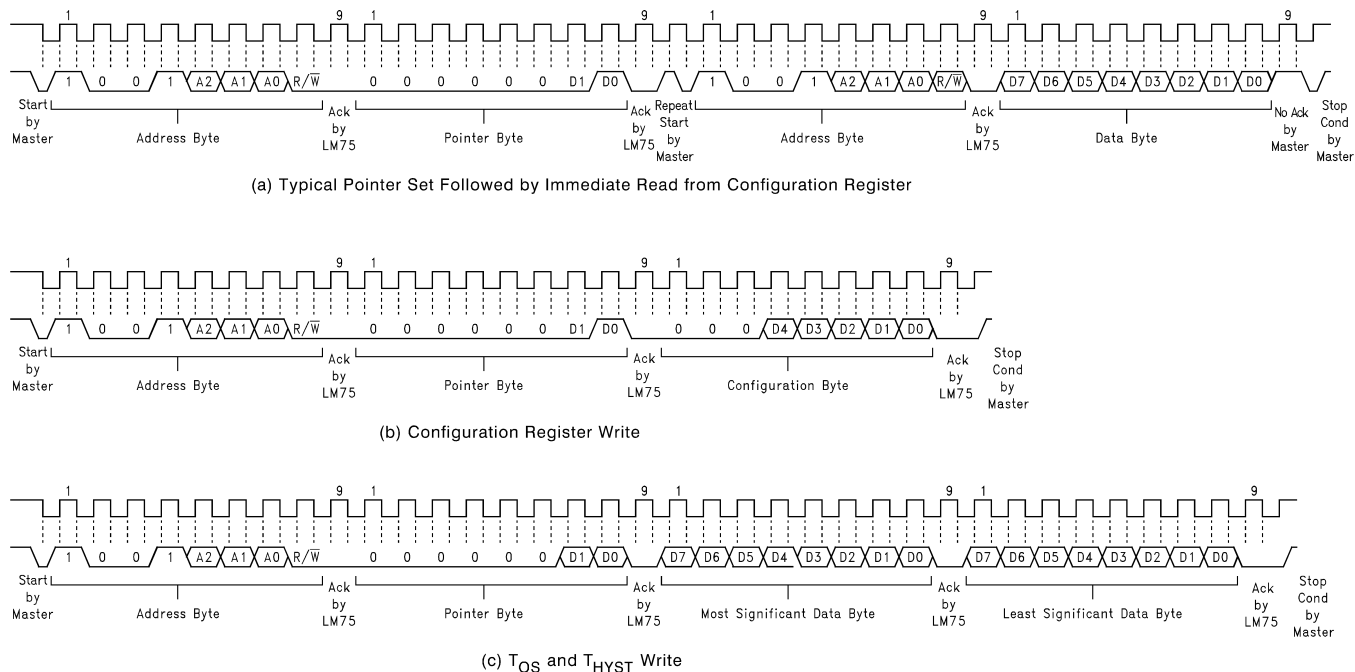 1 9 1 9 1 9 1 9
1 0 0 1 A2 A1 A0 R/W̅ 0 0 0 0 0 0 D1 D0 1 0 0 1 A2 A1 A0 R/W̅ D7 D6 D5 D4 D3 D2 D1 D0
Start by Master
Address Byte
Ack by LM75
Pointer Byte
Ack by LM75
Repeat Start by Master
Address Byte
Ack by LM75
Data Byte
No Ack by Master
Stop Cond by Master
(a) Typical Pointer Set Followed by Immediate Read from Configuration Register
1 9 1 9 1 9
1 0 0 1 A2 A1 A0 R/W̅ 0 0 0 0 0 0 D1 D0 0 0 0 D4 D3 D2 D1 D0
Start by Master
Address Byte
Ack by LM75
Pointer Byte
Ack by LM75
Configuration Byte
Ack by LM75
Stop Cond by Master
(b) Configuration Register Write
1 9 1 9 1 9 1 9
1 0 0 1 A2 A1 A0 R/W̅ 0 0 0 0 0 0 D1 D0 D7 D6 D5 D4 D3 D2 D1 D0 D7 D6 D5 D4 D3 D2 D1 D0
Start by Master
Address Byte
Ack by LM75
Pointer Byte
Ack by LM75
Most Significant Data Byte
Ack by LM75
Least Significant Data Byte
Ack by LM75
Stop Cond by Master
(c) TOS and THYST Write